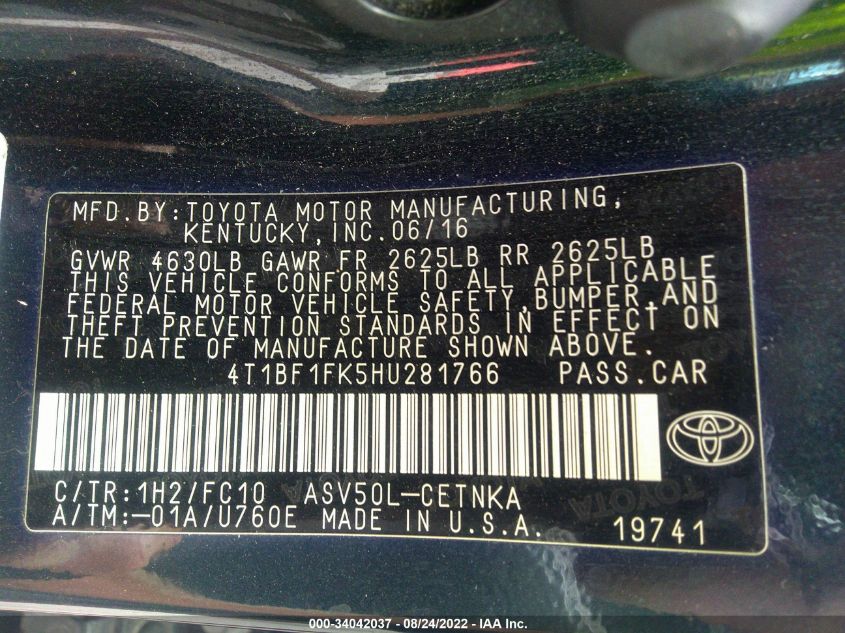 MFD.BY:TOYOTA MOTOR MANUFACTURING,
KENTUCKY,INC.06/16
GVWR 4630LB GAWR FR 2625LB RR 2625LB
THIS VEHICLE CONFORMS TO ALL APPLICABLE
FEDERAL MOTOR VEHICLE SAFETY,BUMPER,AND
THEFT PREVENTION STANDARDS IN EFFECT ON
THE DATE OF MANUFACTURE SHOWN ABOVE.
4T1BF1FK5HU281766 PASS.CAR
C/TR:1H2/FC10 ASV50L-CETNKA
A/TM:-01A/U760E MADE IN U.S.A.
19741
TOYOTA
000-34042037 - 08/24/2022 - IAA Inc.